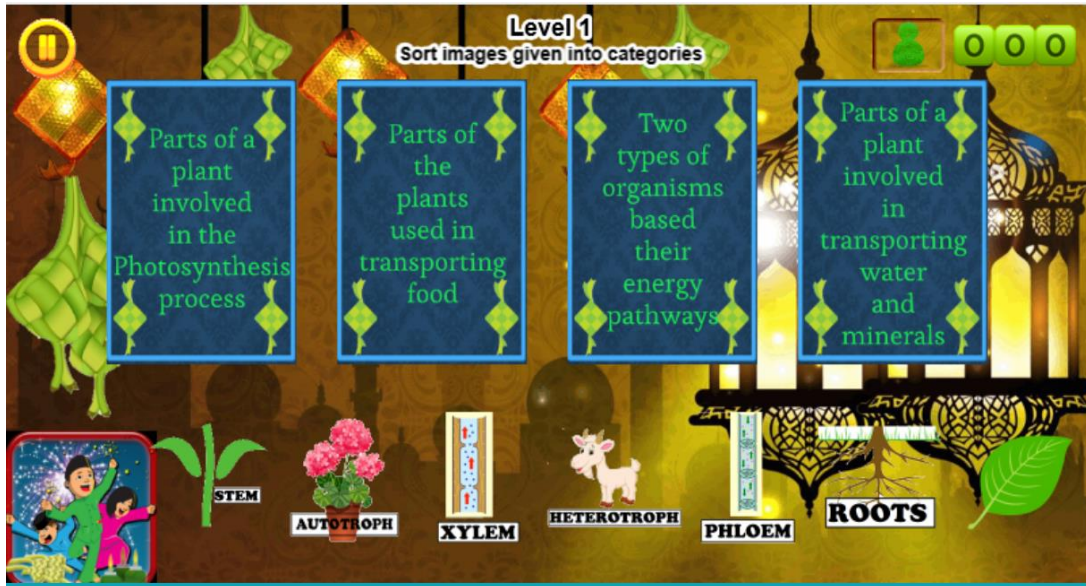 Level 1
Sort images given into categories
000
Parts of a
plant
involved
in the
Photosynthesis
process
Parts of
the
plants
used in
transporting
food
Two
types of
organisms
based
their
energy
pathways
Parts of a
plant
involved
in
transporting
water
and
minerals
STEM
AUTOTROPH
XYLEM
HETEROTROPH
PHLOEM
ROOTS